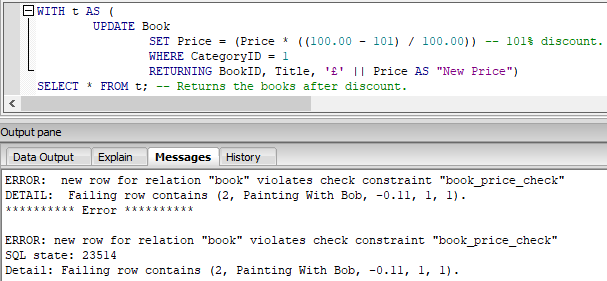 WITH t AS (
UPDATE Book
SET Price = (Price * ((100.00 - 101) / 100.00)) -- 101% discount.
WHERE CategoryID = 1
RETURNING BookID, Title, '£' || Price AS "New Price")
SELECT * FROM t; -- Returns the books after discount.
Output pane
Data Output Explain Messages History
ERROR:  new row for relation "book" violates check constraint "book_price_check"
DETAIL:  Failing row contains (2, Painting With Bob, -0.11, 1, 1).
********** Error **********
ERROR: new row for relation "book" violates check constraint "book_price_check"
SQL state: 23514
Detail: Failing row contains (2, Painting With Bob, -0.11, 1, 1).